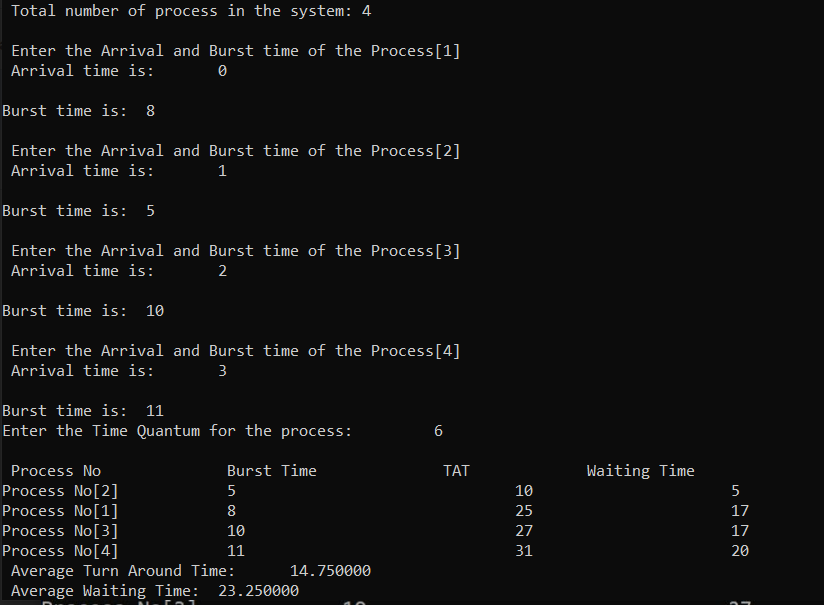 Total number of process in the system: 4
Enter the Arrival and Burst time of the Process[1]
Arrival time is: 0
Burst time is: 8
Enter the Arrival and Burst time of the Process[2]
Arrival time is: 1
Burst time is: 5
Enter the Arrival and Burst time of the Process[3]
Arrival time is: 2
Burst time is: 10
Enter the Arrival and Burst time of the Process[4]
Arrival time is: 3
Burst time is: 11
Enter the Time Quantum for the process: 6
Process No Burst Time TAT Waiting Time
Process No[2] 5 10 5
Process No[1] 8 25 17
Process No[3] 10 27 17
Process No[4] 11 31 20
Average Turn Around Time: 14.750000
Average Waiting Time: 23.250000